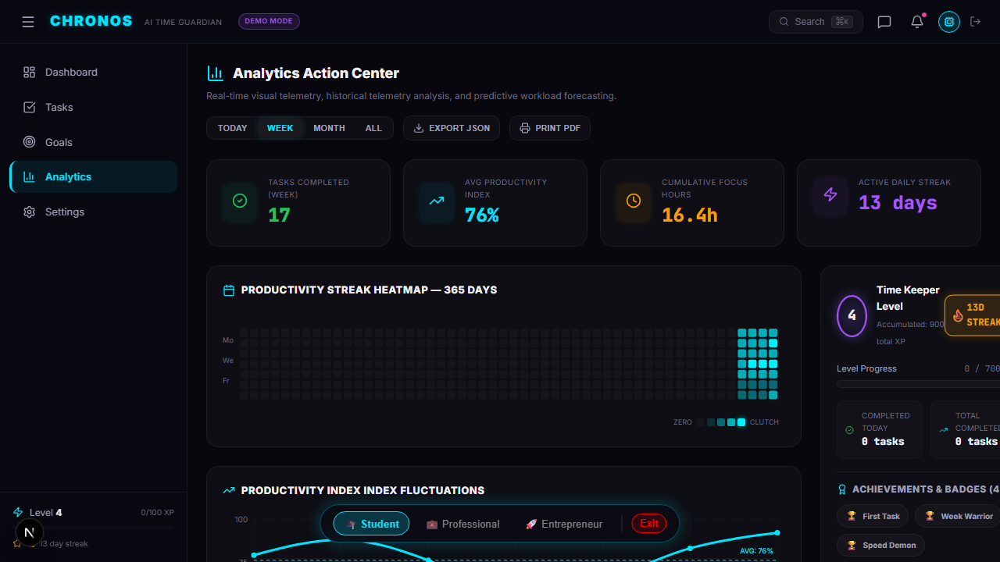 CHRONOS AI TIME GUARDIAN DEMO MODE Search ⌘K
Dashboard
Tasks
Goals
Analytics
Settings
Level 4 0/100 XP
N
13 day streak
Analytics Action Center
Real-time visual telemetry, historical telemetry analysis, and predictive workload forecasting.
TODAY WEEK MONTH ALL EXPORT JSON PRINT PDF
TASKS COMPLETED
(WEEK)
17
AVG PRODUCTIVITY
INDEX
76%
CUMULATIVE FOCUS
HOURS
16.4h
ACTIVE DAILY STREAK
13 days
PRODUCTIVITY STREAK HEATMAP — 365 DAYS
Mo
We
Fr
ZERO CLUTCH
PRODUCTIVITY INDEX INDEX FLUCTUATIONS
100
75
AVG: 76%
Student Professional Entrepreneur Exit
4
Time Keeper
Level
Accumulated: 900
total XP
13D
STREAK
Level Progress 0 / 700
COMPLETED
TODAY
0 tasks
TOTAL
COMPLETED
0 tasks
ACHIEVEMENTS & BADGES (4
First Task Week Warrior
Speed Demon